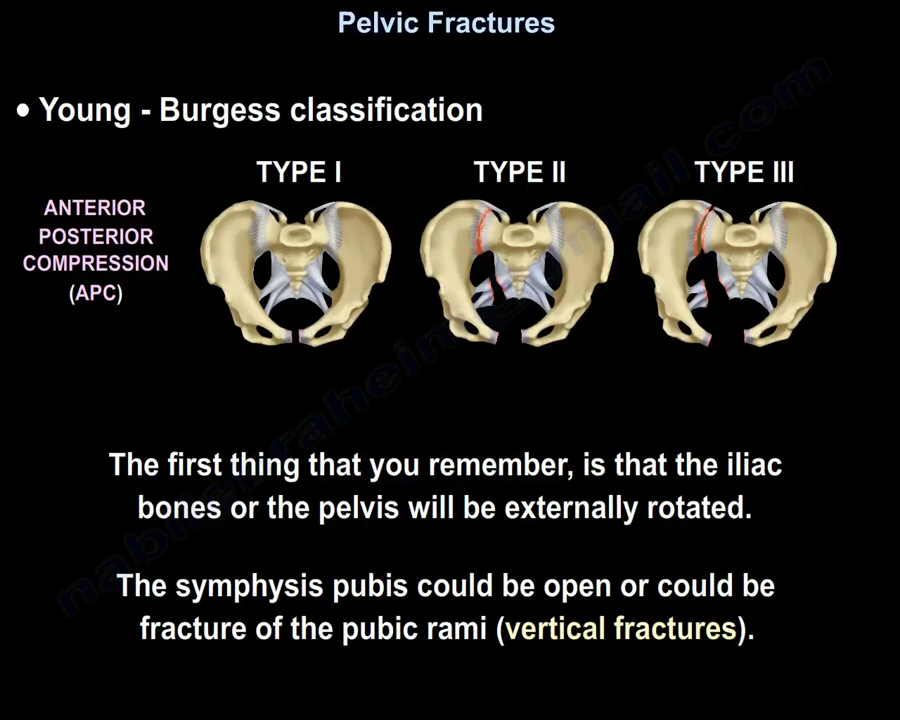 Pelvic Fractures
• Young - Burgess classification
TYPE I
TYPE II
TYPE III
ANTERIOR
POSTERIOR
COMPRESSION
(APC)
The first thing that you remember, is that the iliac
bones or the pelvis will be externally rotated.
The symphysis pubis could be open or could be
fracture of the pubic rami (vertical fractures).